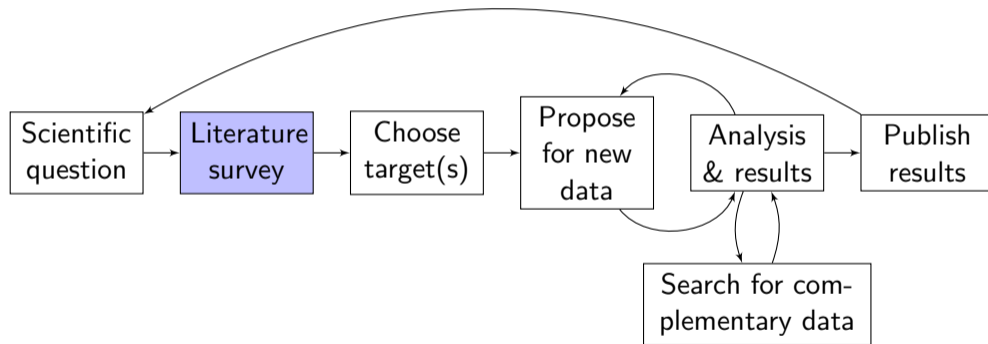 Scientific
question
Literature
survey
Choose
target(s)
Propose
for new
data
Analysis
& results
Publish
results
Search for com-
plementary data